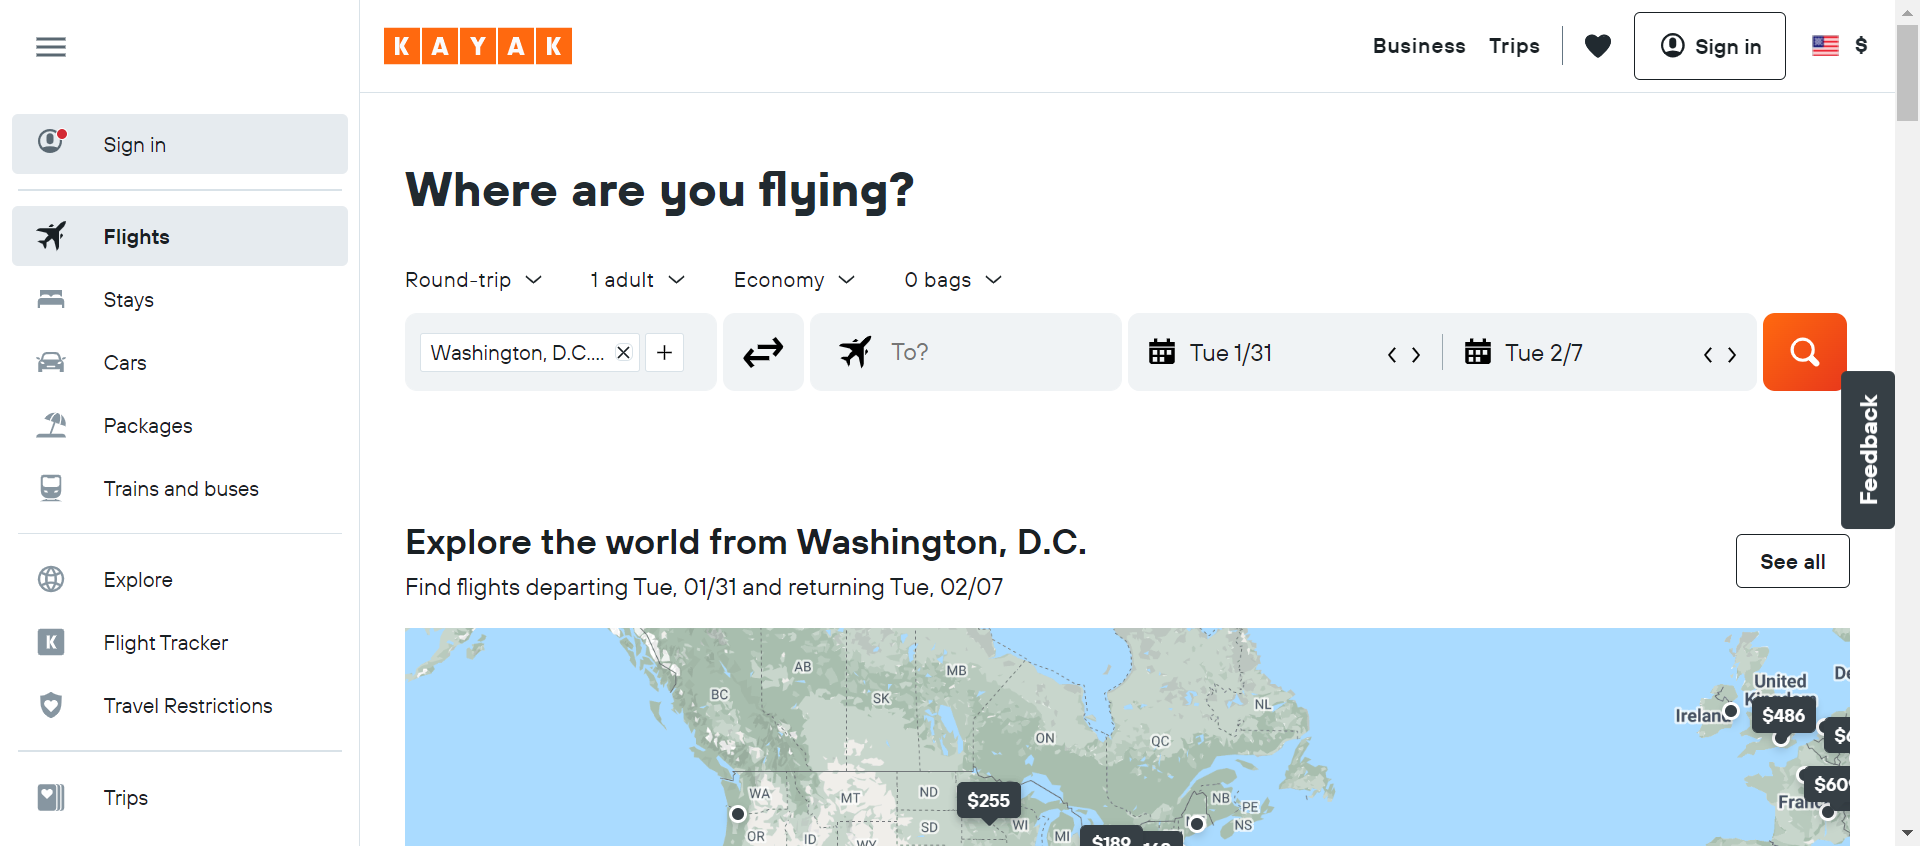 KAYAK
Business
Trips
Sign in
$
Sign in
Flights
Stays
Cars
Packages
Trains and buses
Explore
K
Flight Tracker
Travel Restrictions
Trips
Where are you flying?
Round-trip
1 adult
Economy
0 bags
Washington, D.C....
To?
Tue 1/31
Tue 2/7
Feedback
Explore the world from Washington, D.C.
Find flights departing Tue, 01/31 and returning Tue, 02/07
See all
AB
MB
BC
SK
NL
ON
QC
United
Kingdom
Ireland
$486
WA
MT
ND
$255
NB
PE
OR
ID
SD
WI
MI
NS
WY
$189